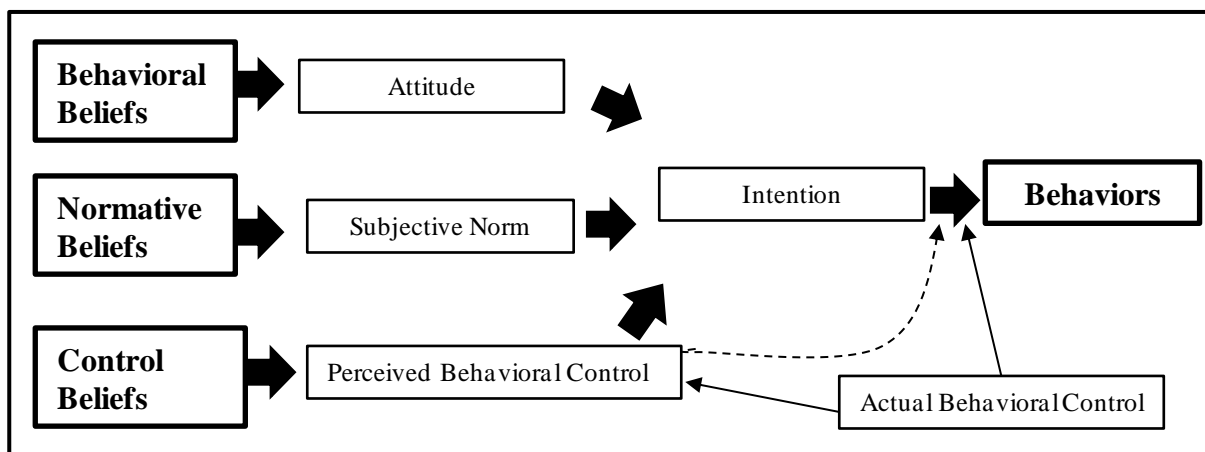 Behavioral
Beliefs
Attitude
Normative
Beliefs
Subjective Norm
Intention
Behaviors
Control
Beliefs
Perceived Behavioral Control
Actual Behavioral Control